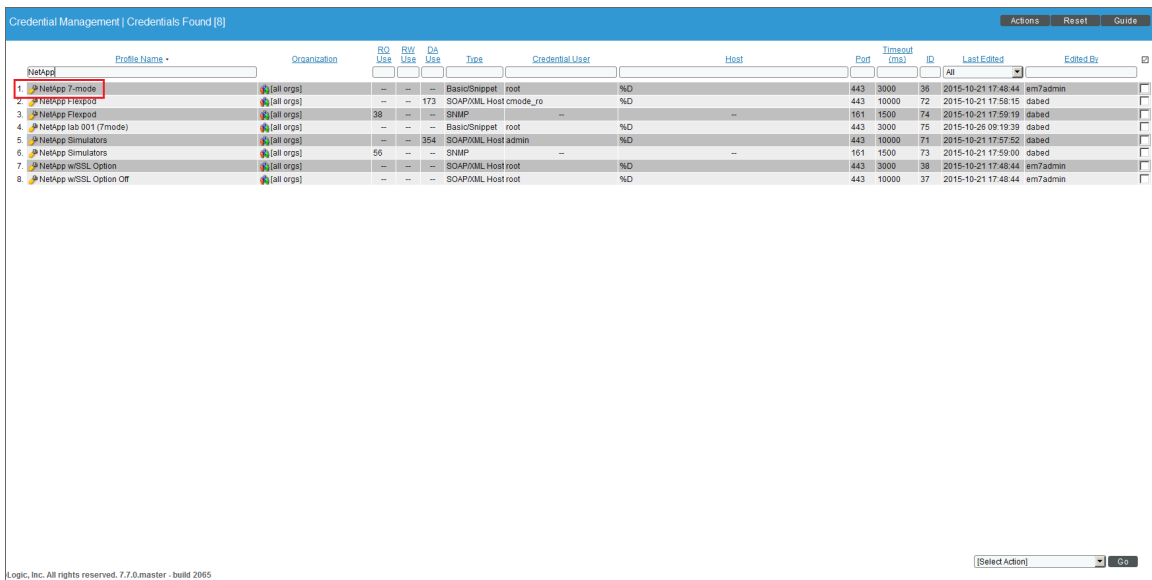 Credential Management | Credentials Found [8] Actions Reset Guide
Profile Name • Organization RO Use RW Use DA Use Type Credential User Host Port Timeout (ms) ID Last Edited Edited By
NetApp All
1. NetApp 7-mode [all orgs] -- -- -- Basic/Snippet root %D 443 3000 36 2015-10-21 17:48:44 em7admin
2. NetApp Flexpod [all orgs] -- -- 173 SOAP/XML Host cmode_ro %D 443 10000 72 2015-10-21 17:58:15 dabed
3. NetApp Flexpod [all orgs] 38 -- -- SNMP -- -- 161 1500 74 2015-10-21 17:59:19 dabed
4. NetApp lab 001 (7mode) [all orgs] -- -- -- Basic/Snippet root %D 443 3000 75 2015-10-26 09:19:39 dabed
5. NetApp Simulators [all orgs] -- -- 354 SOAP/XML Host admin %D 443 10000 71 2015-10-21 17:57:52 dabed
6. NetApp Simulators [all orgs] 56 -- -- SNMP -- -- 161 1500 73 2015-10-21 17:59:00 dabed
7. NetApp w/SSL Option [all orgs] -- -- -- SOAP/XML Host root %D 443 3000 38 2015-10-21 17:48:44 em7admin
8. NetApp w/SSL Option Off [all orgs] -- -- -- SOAP/XML Host root %D 443 10000 37 2015-10-21 17:48:44 em7admin
[Select Action] Go
Logic, Inc. All rights reserved. 7.7.0.master - build 2065